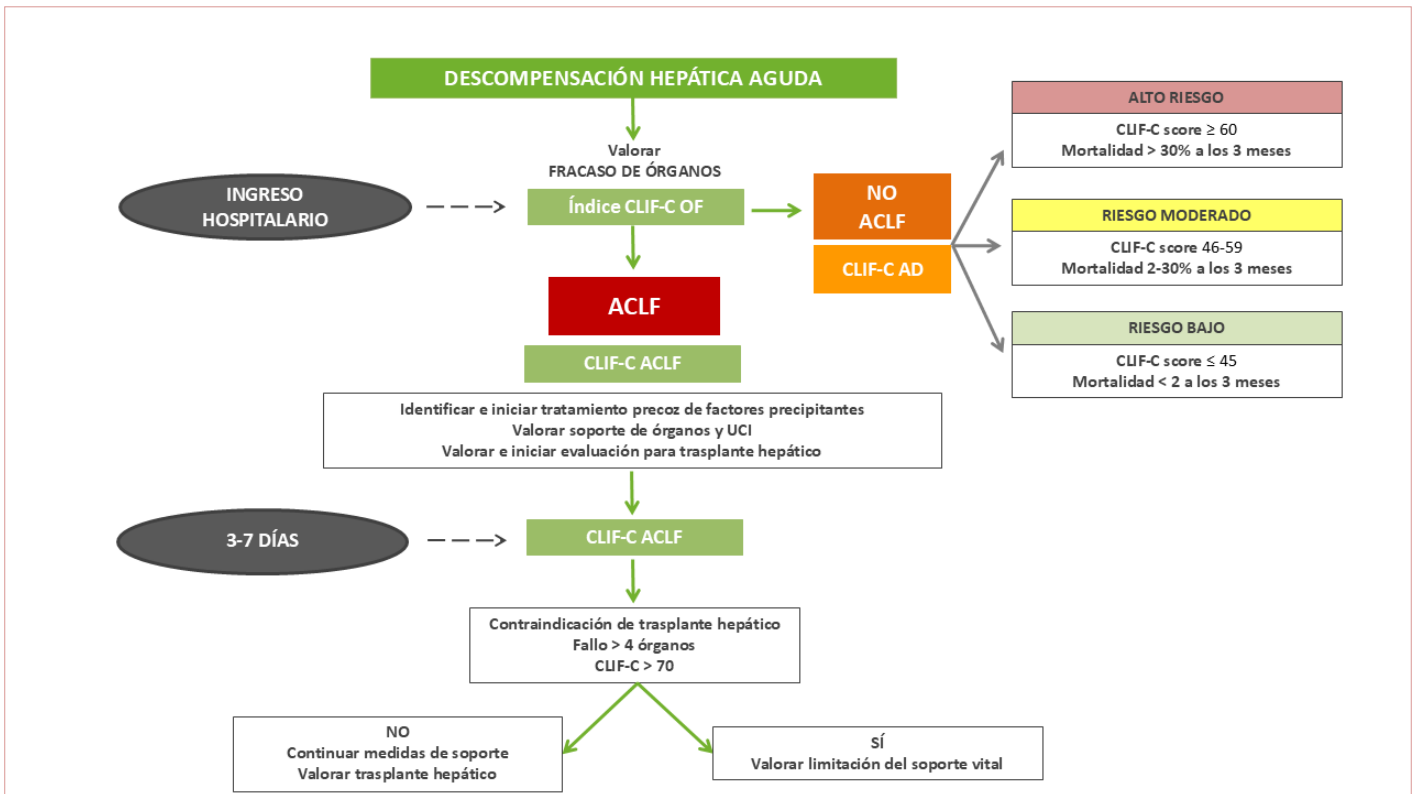 DESCOMPENSACIÓN HEPÁTICA AGUDA
Valorar
FRACASO DE ÓRGANOS
INGRESO
HOSPITALARIO
Índice CLIF-C OF
NO
ACLF
CLIF-C AD
ALTO RIESGO
CLIF-C score ≥ 60
Mortalidad > 30% a los 3 meses
RIESGO MODERADO
CLIF-C score 46-59
Mortalidad 2-30% a los 3 meses
RIESGO BAJO
CLIF-C score ≤ 45
Mortalidad < 2 a los 3 meses
ACLF
CLIF-C ACLF
Identificar e iniciar tratamiento precoz de factores precipitantes
Valorar soporte de órganos y UCI
Valorar e iniciar evaluación para trasplante hepático
3-7 DÍAS
CLIF-C ACLF
Contraindicación de trasplante hepático
Fallo > 4 órganos
CLIF-C > 70
NO
Continuar medidas de soporte
Valorar trasplante hepático
SÍ
Valorar limitación del soporte vital